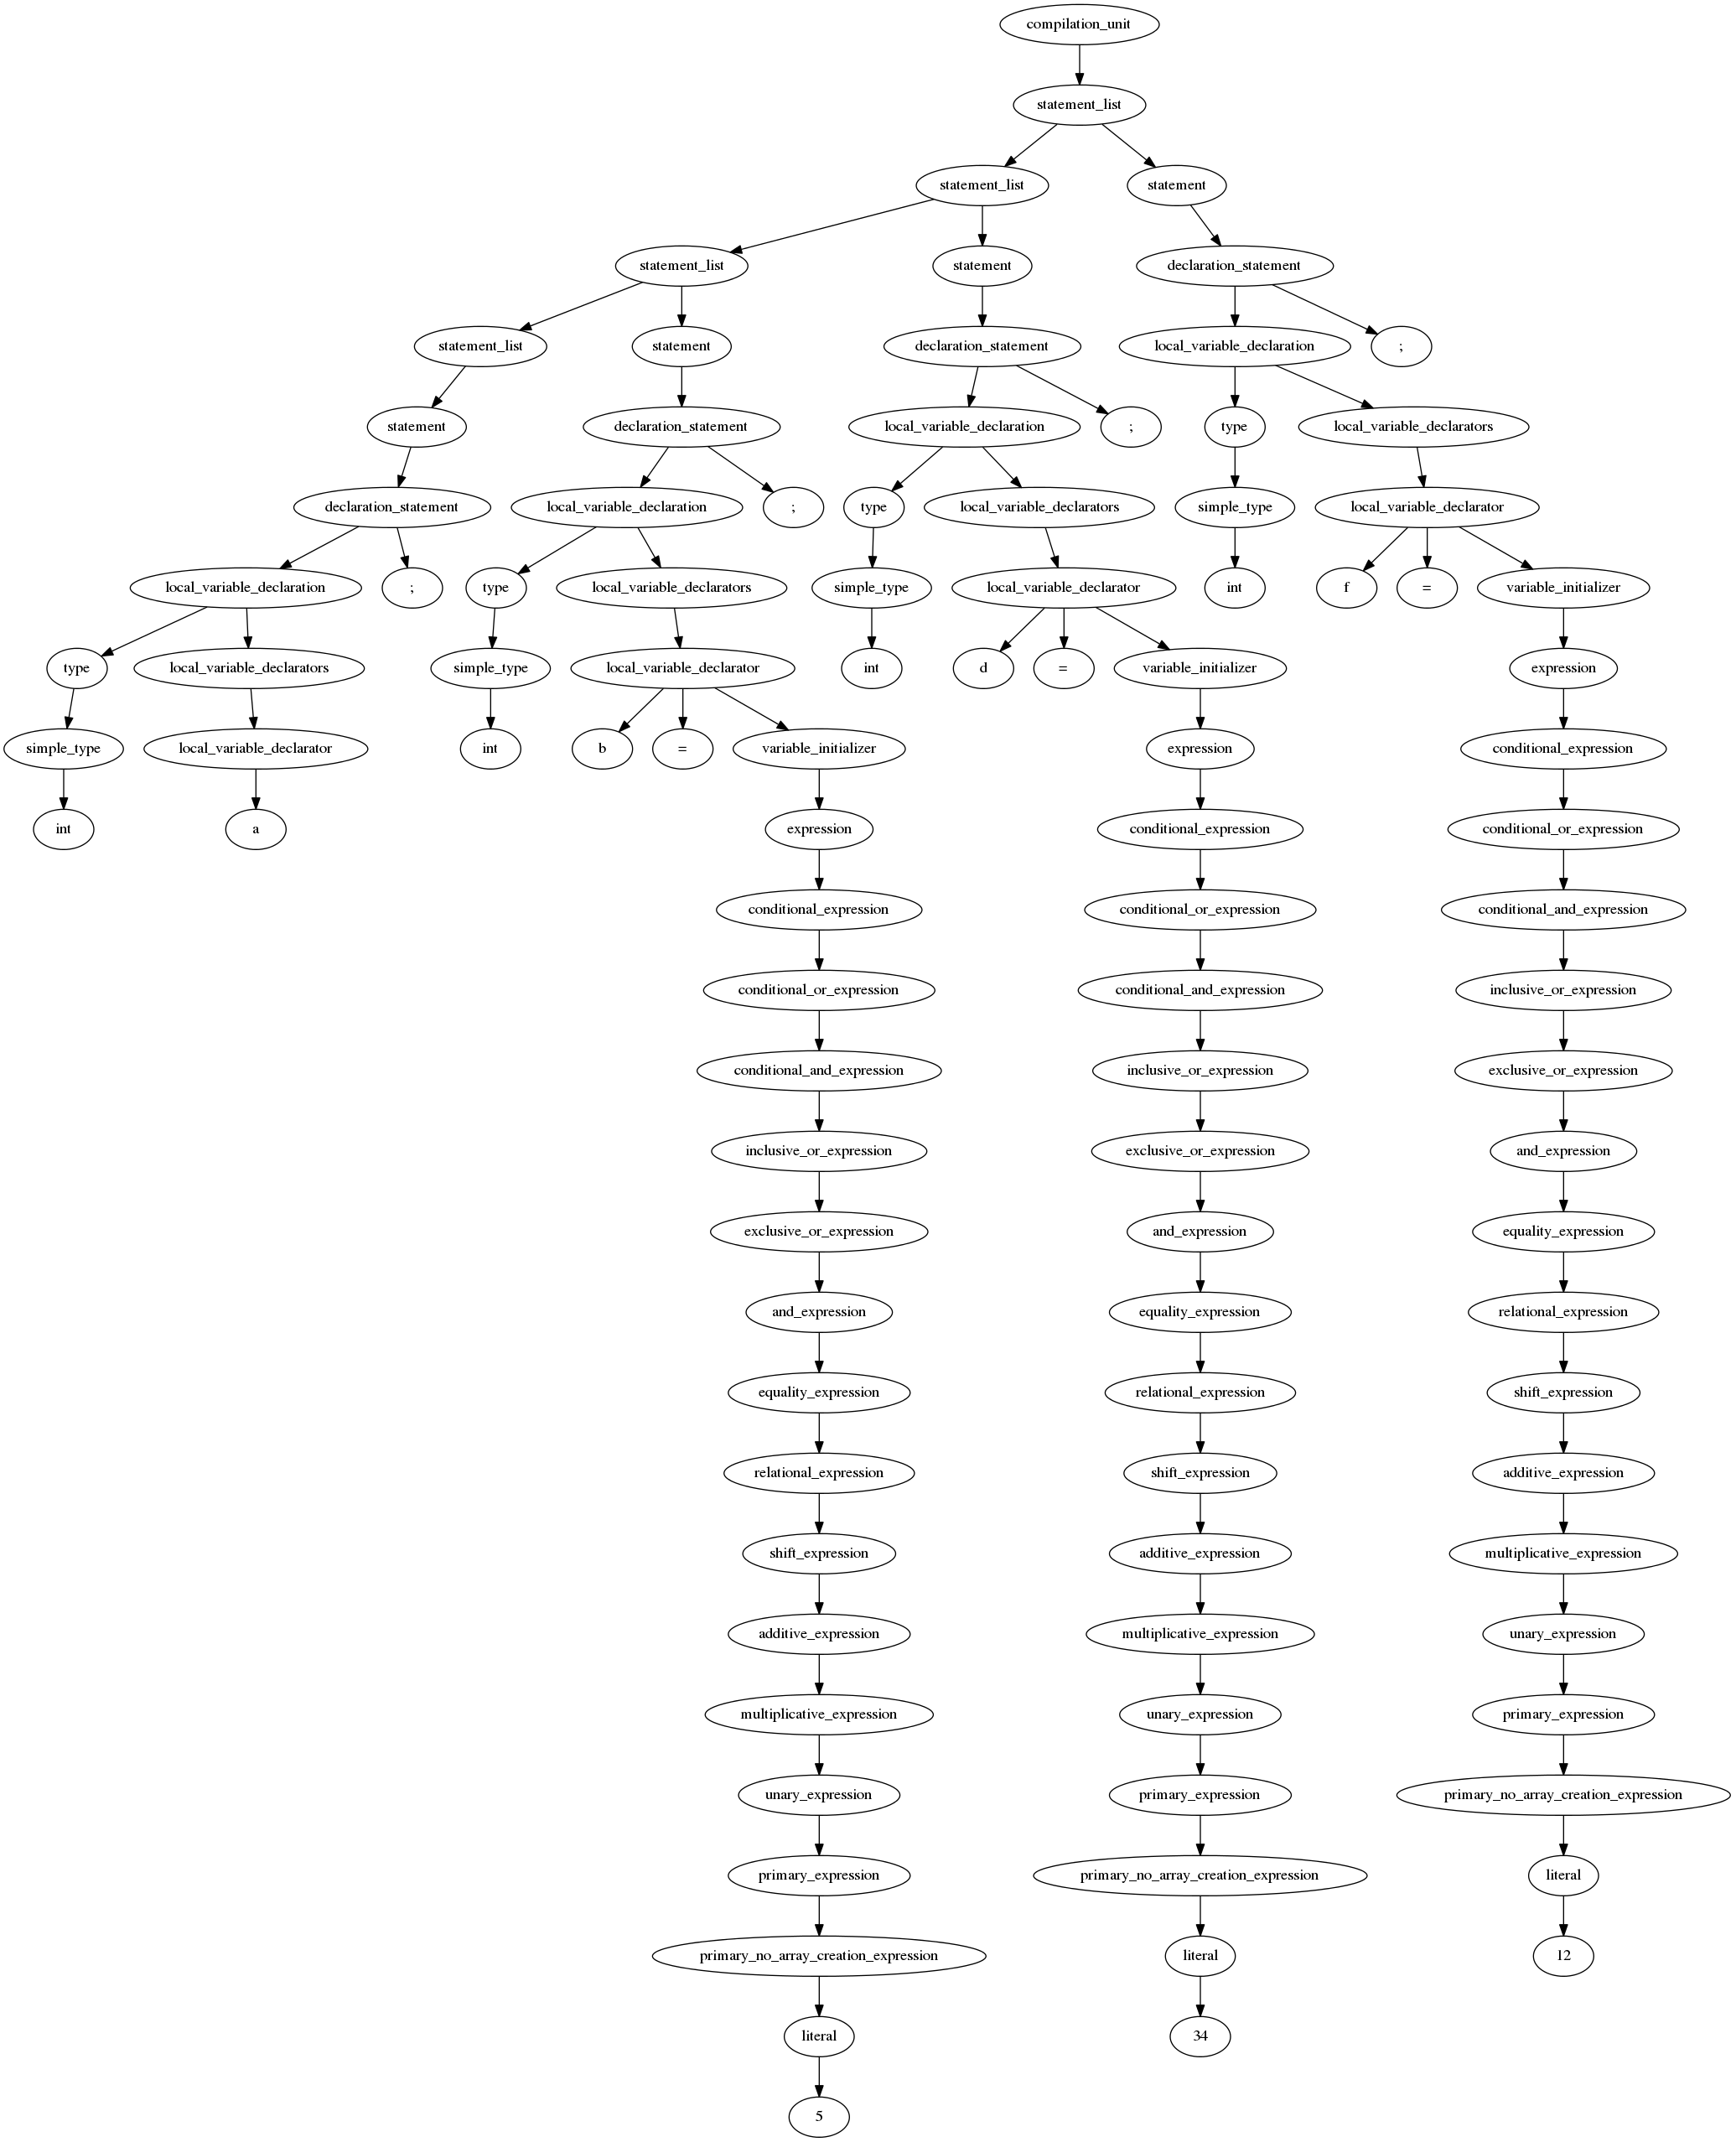 compilation_unit
statement_list
statement_list
statement
statement_list
statement
declaration_statement
statement_list
statement
declaration_statement
local_variable_declaration
;
statement
declaration_statement
local_variable_declaration
;
type
local_variable_declarators
declaration_statement
local_variable_declaration
;
type
local_variable_declarators
simple_type
local_variable_declarator
local_variable_declaration
;
type
local_variable_declarators
simple_type
local_variable_declarator
int
f
=
variable_initializer
type
local_variable_declarators
simple_type
local_variable_declarator
int
d
=
variable_initializer
expression
simple_type
local_variable_declarator
int
b
=
variable_initializer
expression
conditional_expression
int
a
expression
conditional_expression
conditional_or_expression
conditional_expression
conditional_or_expression
conditional_and_expression
conditional_or_expression
conditional_and_expression
inclusive_or_expression
conditional_and_expression
inclusive_or_expression
exclusive_or_expression
inclusive_or_expression
exclusive_or_expression
and_expression
exclusive_or_expression
and_expression
equality_expression
and_expression
equality_expression
relational_expression
equality_expression
relational_expression
shift_expression
relational_expression
shift_expression
additive_expression
shift_expression
additive_expression
multiplicative_expression
additive_expression
multiplicative_expression
unary_expression
multiplicative_expression
unary_expression
primary_expression
unary_expression
primary_expression
primary_no_array_creation_expression
primary_expression
primary_no_array_creation_expression
literal
primary_no_array_creation_expression
literal
12
literal
34
5